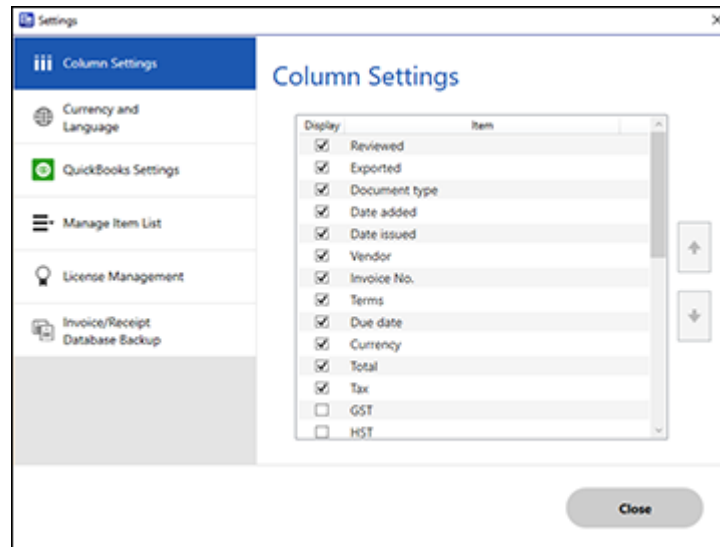 Settings
Column Settings
Currency and
Language
QuickBooks Settings
Manage Item List
License Management
Invoice/Receipt
Database Backup
Column Settings
Display Item
Reviewed
Exported
Document type
Date added
Date issued
Vendor
Invoice No.
Terms
Due date
Currency
Total
Tax
GST
HST
Close